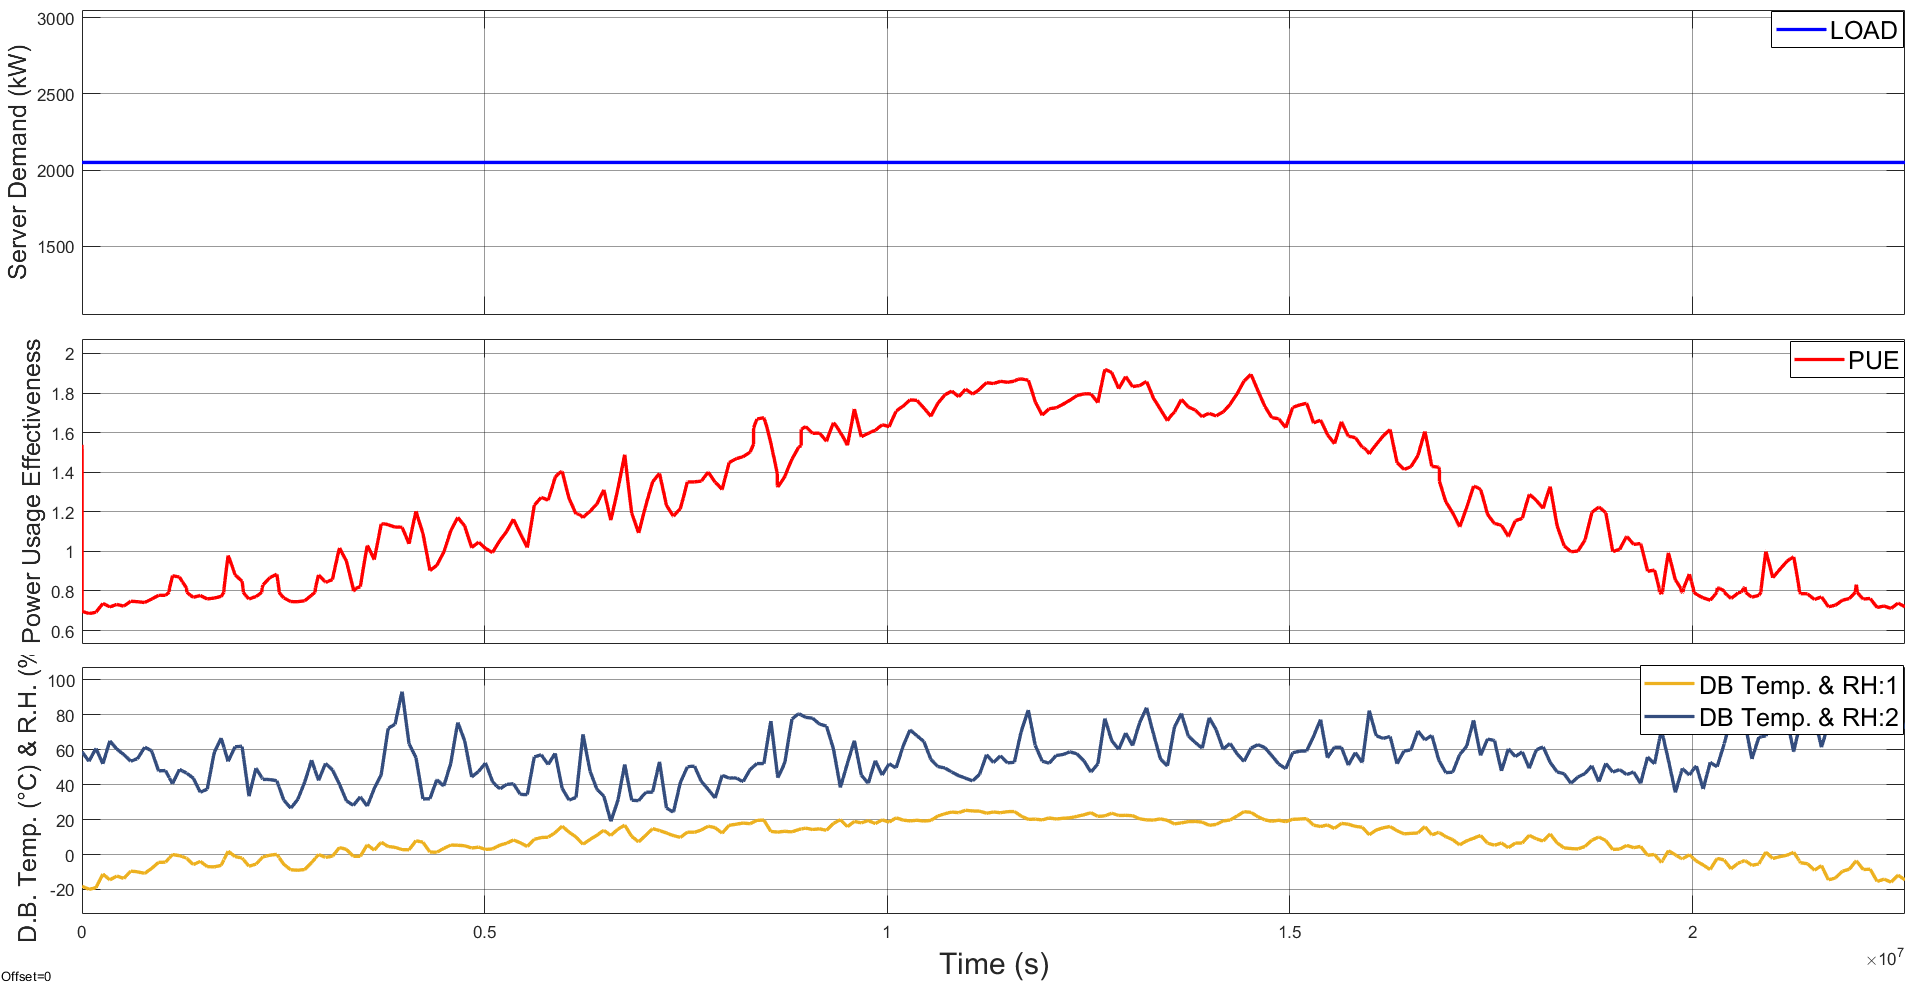 3000
2500
2000
1500
Server Demand (kW)
LOAD
2
1.8
1.6
1.4
1.2
1
0.8
0.6
Power Usage Effectiveness
PUE
100
80
60
40
20
0
-20
D.B. Temp. (°C) & R.H. (%
DB Temp. & RH:1
DB Temp. & RH:2
0
0.5
1
1.5
2
×10⁷
Time (s)
Offset=0